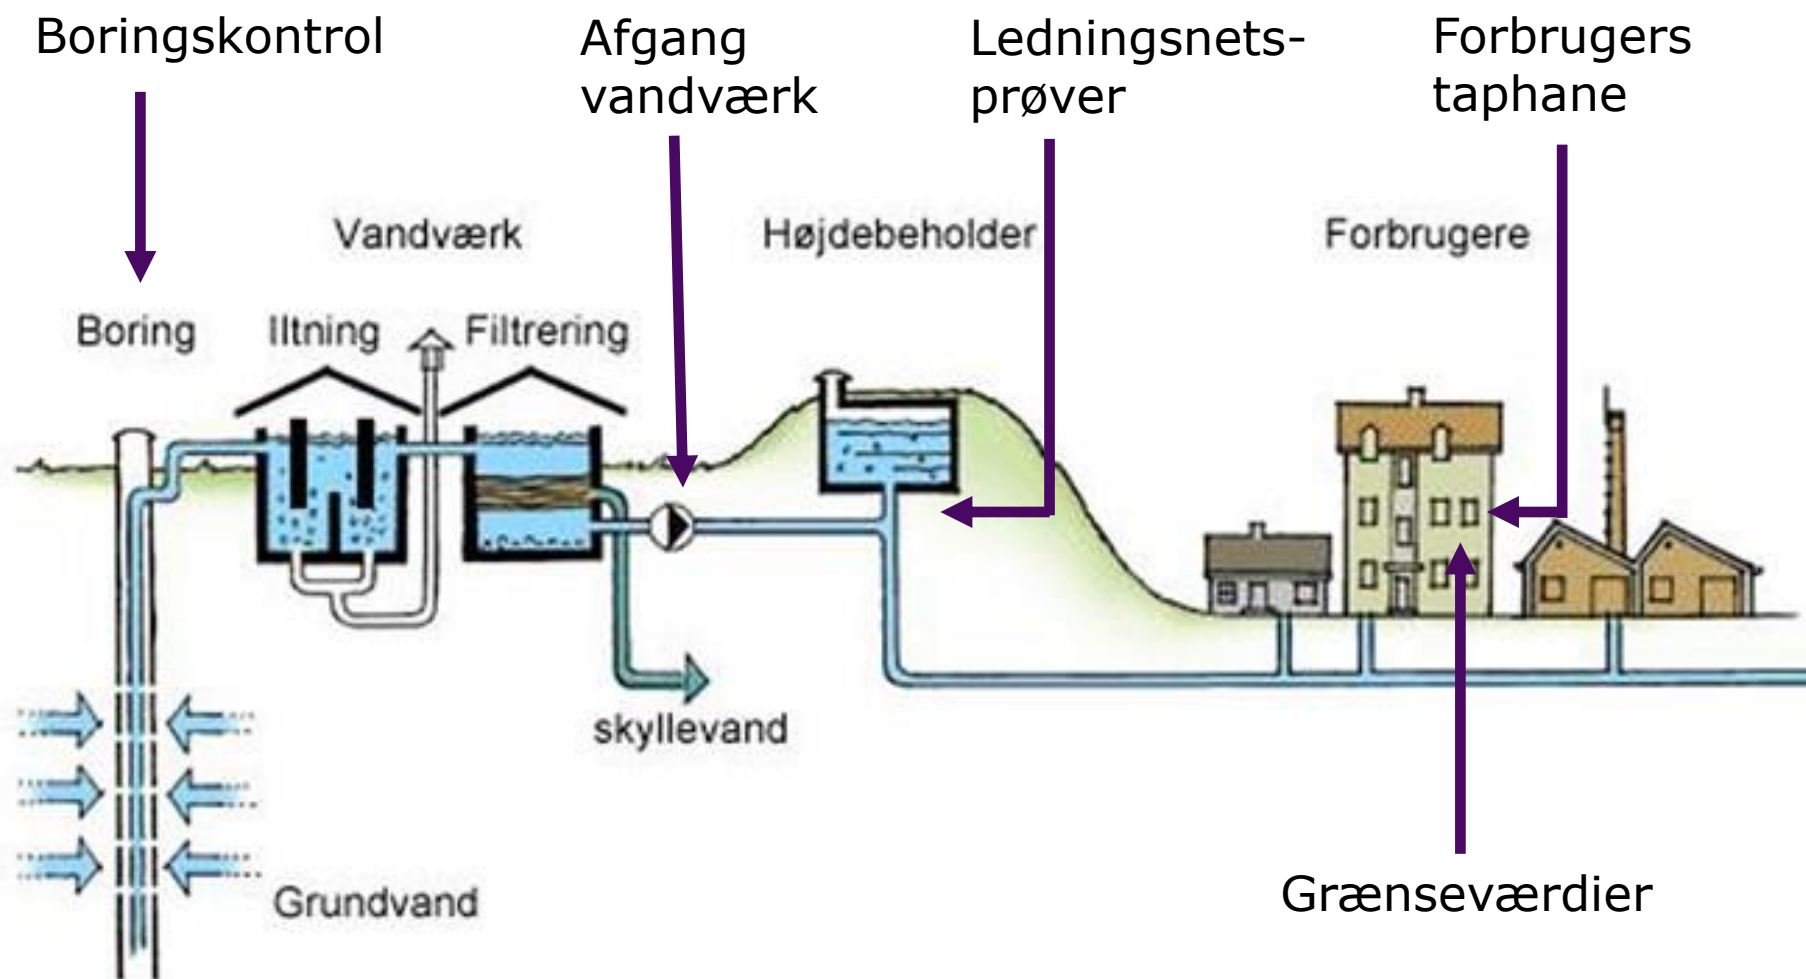 Boringskontrol
Afgang
vandværk
Ledningsnets-
prøver
Forbrugers
taphane
Vandværk
Højdebeholder
Forbrugere
Boring
Iltning
Filtrering
skyllevand
Grundvand
Grænseværdier